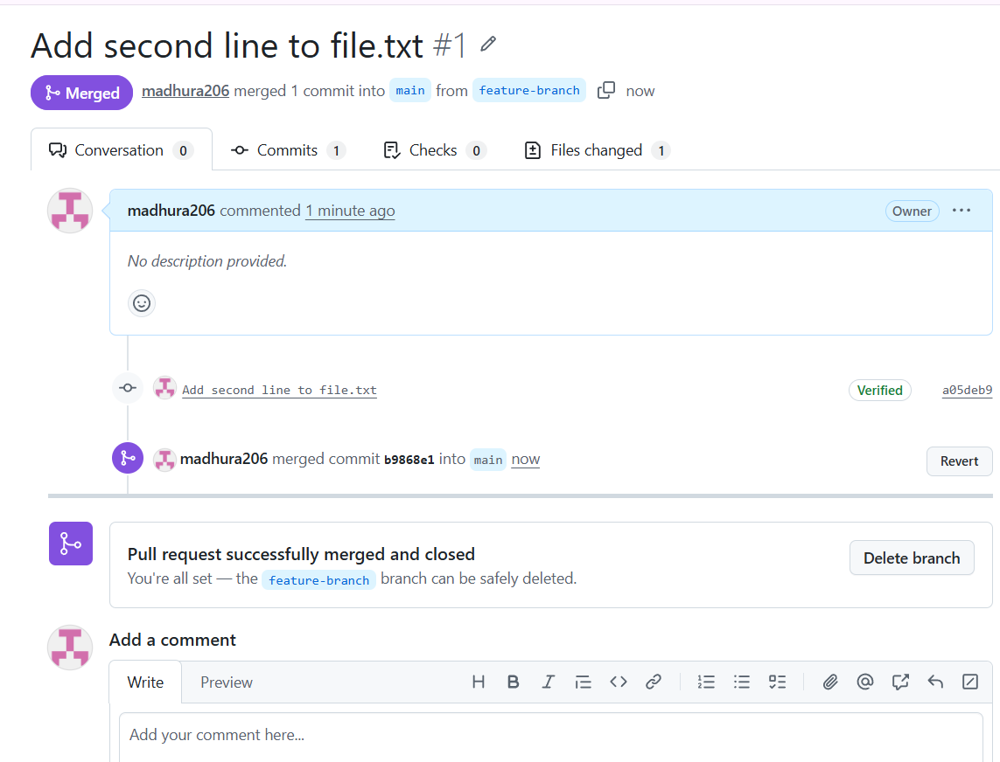 Add second line to file.txt #1
Merged madhura206 merged 1 commit into main from feature-branch now
Conversation 0 Commits 1 Checks 0 Files changed 1
madhura206 commented 1 minute ago Owner
No description provided.
Add second line to file.txt Verified a05deb9
madhura206 merged commit b9868e1 into main now Revert
Pull request successfully merged and closed
You're all set — the feature-branch branch can be safely deleted. Delete branch
Add a comment
Write Preview
Add your comment here...